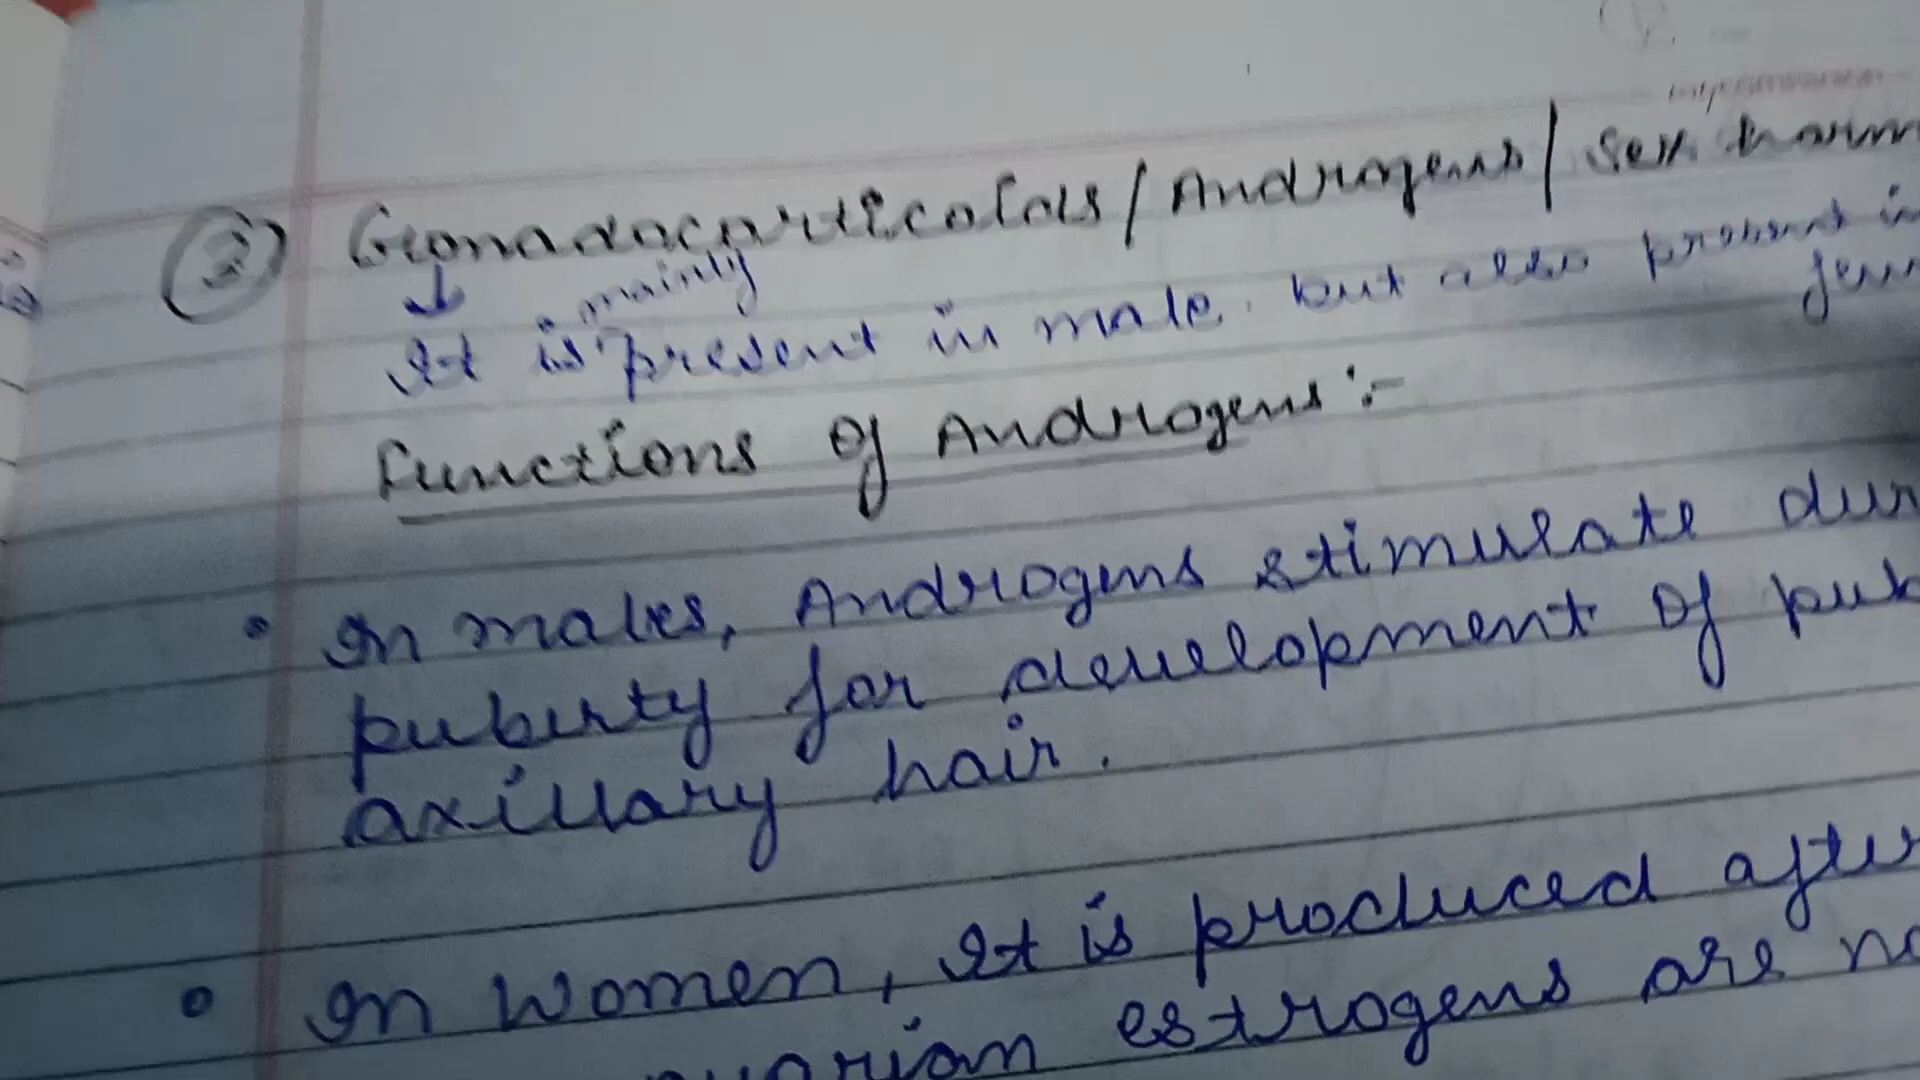 ③ Gonadocorticoids / Androgens / Sex horm
mainly
It is present in male. but also present in
fem
Functions Of Androgens :-
• In males, Androgens stimulate dur
puberty for development Of pub
axillary hair.
• In women, It is produced after
ovarian estrogens are no